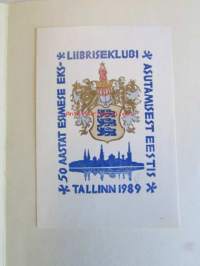 50 AASTAT ESIMESE EKS-
LIIBRISEKLUBI
ASUTAMISEST EESTIS
TALLINN 1989